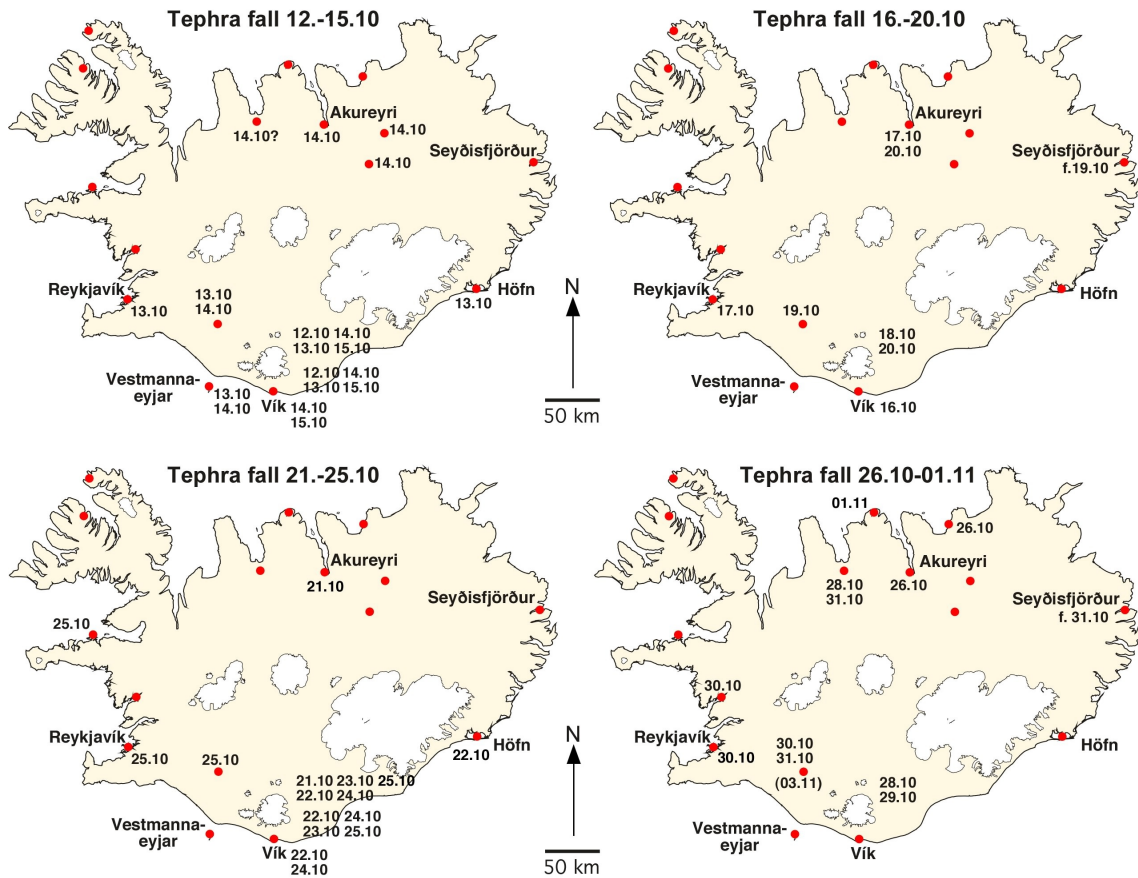 Tephra fall 12.-15.10
Akureyri
14.10?
14.10
14.10
14.10
Seyðisfjörður
Reykjavík
13.10
13.10
14.10
Höfn
13.10
12.10 14.10
13.10 15.10
12.10 14.10
13.10 15.10
Vestmanna-
eyjar
13.10
14.10
Vík 14.10
15.10
N
50 km
Tephra fall 16.-20.10
Akureyri
17.10
20.10
Seyðisfjörður
f.19.10
Reykjavík
17.10
19.10
Höfn
18.10
20.10
Vestmanna-
eyjar
Vík 16.10
Tephra fall 21.-25.10
Akureyri
21.10
Seyðisfjörður
25.10
Reykjavík
25.10
25.10
Höfn
22.10
21.10 23.10 25.10
22.10 24.10
22.10 24.10
23.10 25.10
Vestmanna-
eyjar
Vík 22.10
24.10
N
50 km
Tephra fall 26.10-01.11
01.11
26.10
Akureyri
28.10
31.10
26.10
Seyðisfjörður
f. 31.10
30.10
Reykjavík
30.10
30.10
31.10
(03.11)
Höfn
28.10
29.10
Vestmanna-
eyjar
Vík